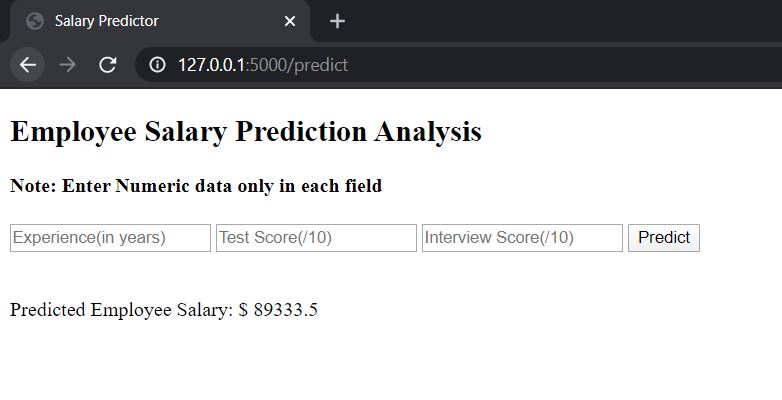 Salary Predictor
127.0.0.1:5000/predict
Employee Salary Prediction Analysis
Note: Enter Numeric data only in each field
Experience(in years) Test Score(/10) Interview Score(/10) Predict
Predicted Employee Salary: $ 89333.5